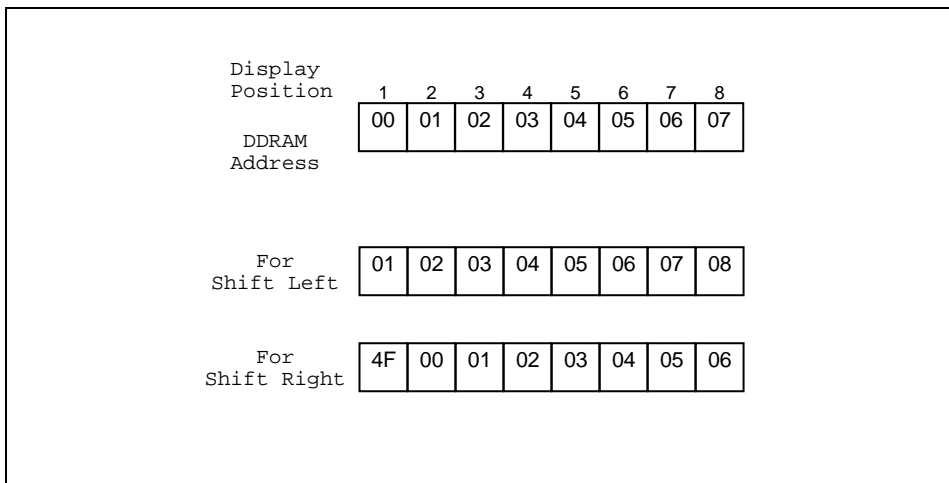 Display
Position 1 2 3 4 5 6 7 8
DDRAM
Address 00 01 02 03 04 05 06 07
For
Shift Left 01 02 03 04 05 06 07 08
For
Shift Right 4F 00 01 02 03 04 05 06